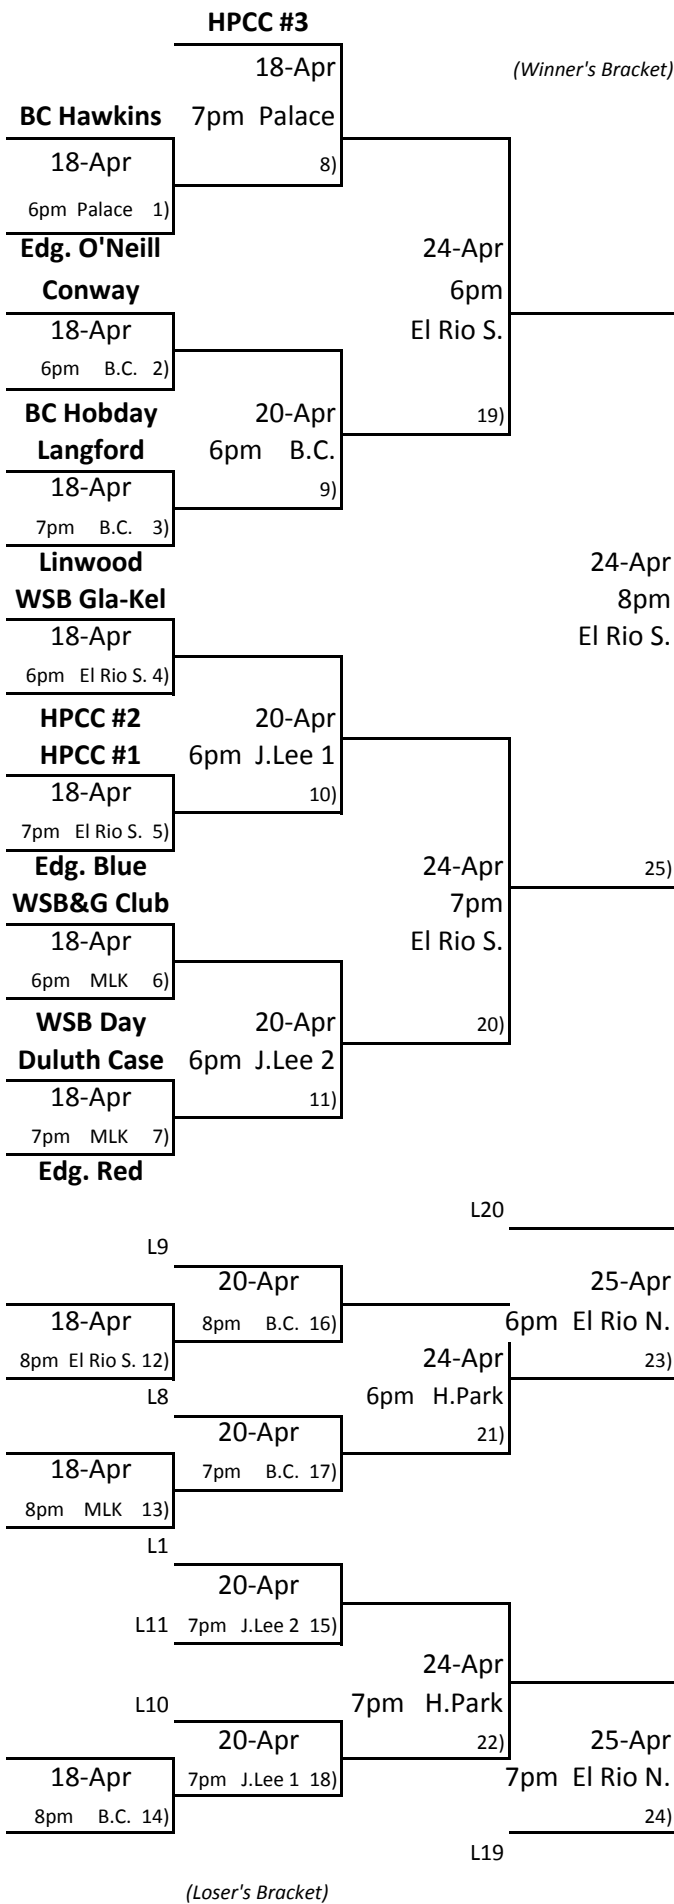 HPCC #3
18-Apr
(Winner's Bracket)
BC Hawkins 7pm Palace
18-Apr 8)
6pm Palace 1)
Edg. O'Neill 24-Apr
Conway 6pm
18-Apr El Rio S.
6pm B.C. 2)
BC Hobday 20-Apr 19)
Langford 6pm B.C.
18-Apr 9)
7pm B.C. 3)
Linwood 24-Apr
WSB Gla-Kel 8pm
18-Apr El Rio S.
6pm El Rio S. 4)
HPCC #2 20-Apr
HPCC #1 6pm J.Lee 1
18-Apr 10)
7pm El Rio S. 5)
Edg. Blue 24-Apr 25)
WSB&G Club 7pm
18-Apr El Rio S.
6pm MLK 6)
WSB Day 20-Apr 20)
Duluth Case 6pm J.Lee 2
18-Apr 11)
7pm MLK 7)
Edg. Red
L20
L9
20-Apr 25-Apr
18-Apr 8pm B.C. 16) 6pm El Rio N.
8pm El Rio S. 12) 24-Apr 23)
L8 6pm H.Park
20-Apr 21)
18-Apr 7pm B.C. 17)
8pm MLK 13)
L1
20-Apr
L11 7pm J.Lee 2 15)
24-Apr
L10 7pm H.Park
20-Apr 22) 25-Apr
18-Apr 7pm J.Lee 1 18) 7pm El Rio N.
8pm B.C. 14) 24)
L19
(Loser's Bracket)